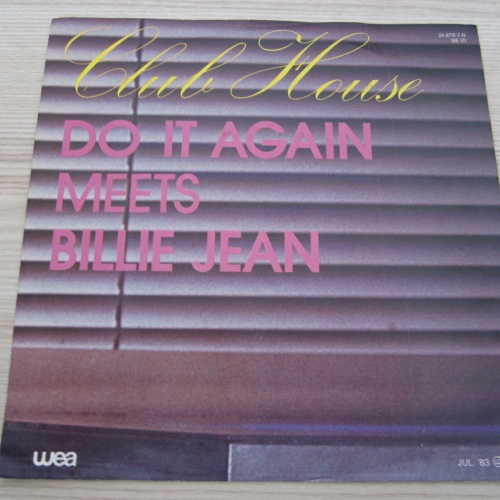 Club House
DO IT AGAIN
MEETS
BILLIE JEAN
wea
JUL. '83